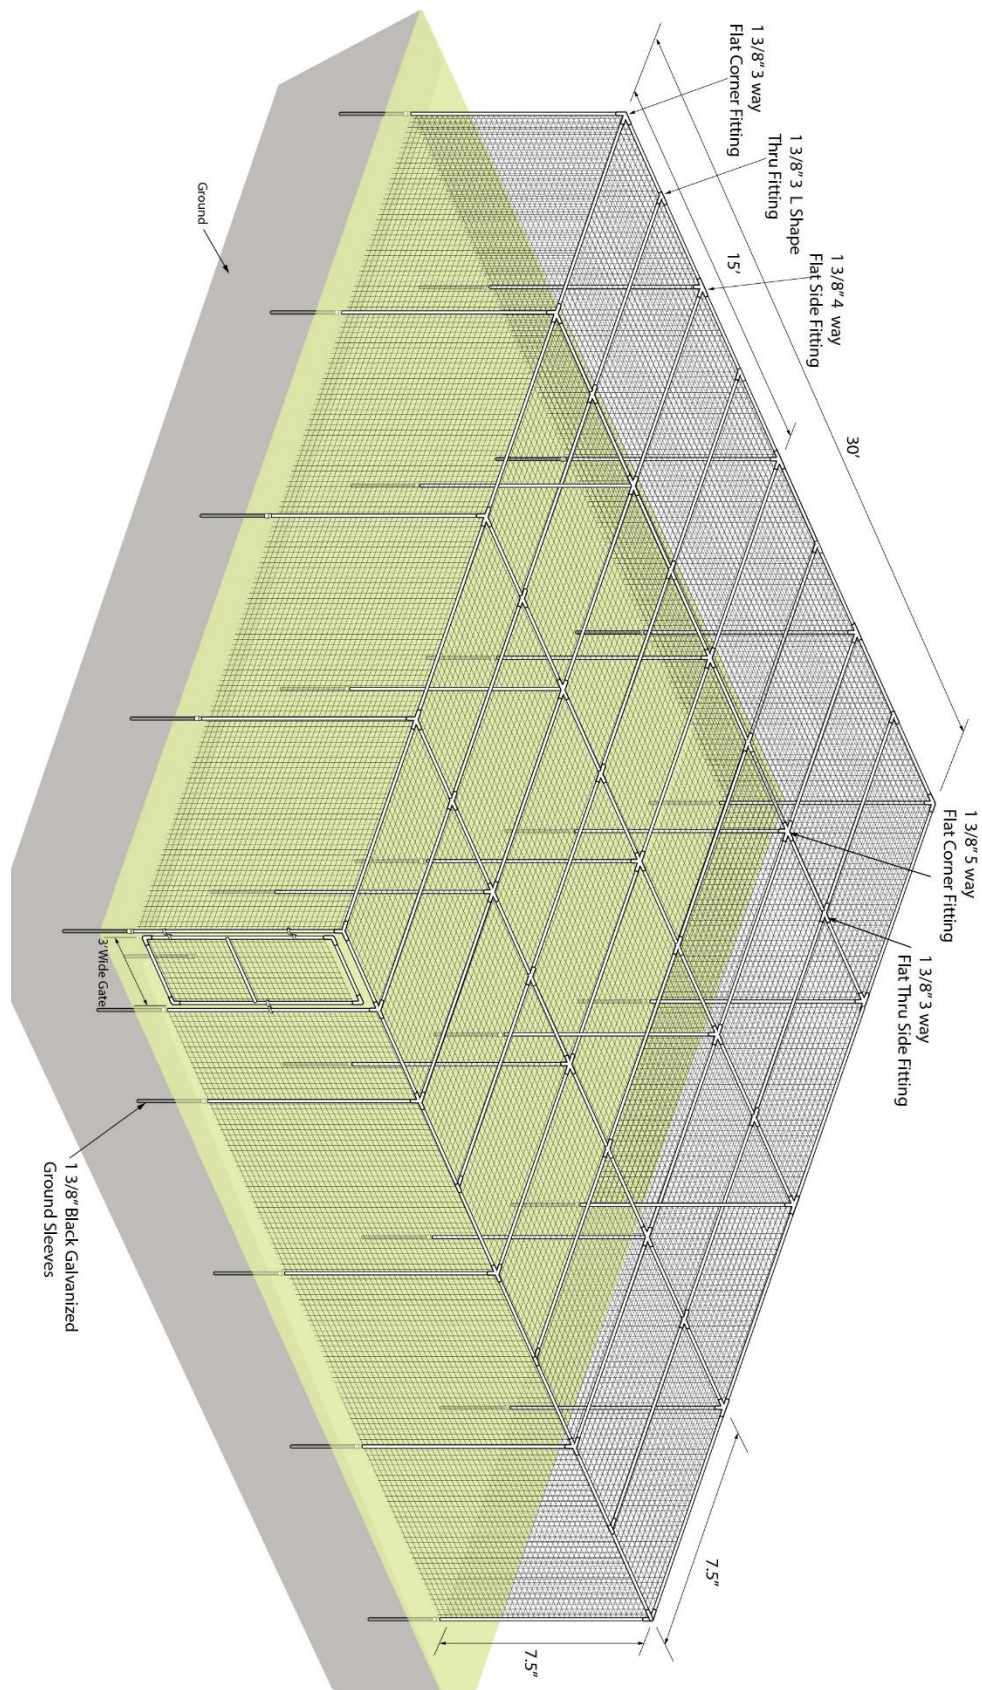 1 3/8” 3 way
Flat Corner Fitting
1 3/8” 3 L Shape
Thru Fitting
1 3/8” 4 way
Flat Side Fitting
15’
30’
1 3/8” 5 way
Flat Corner Fitting
1 3/8” 3 way
Flat Thru Side Fitting
Ground
3’ Wide Gate
1 3/8” Black Galvanized
Ground Sleeves
7.5”
7.5”